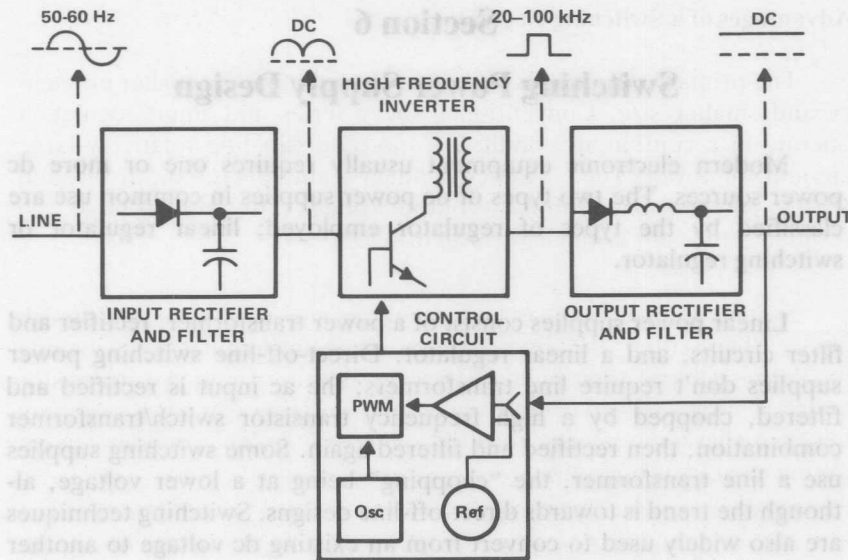 50-60 Hz
DC
20–100 kHz
DC
Section 6
Switching Power Supply Design
HIGH FREQUENCY
INVERTER
Modern electronic equipment usually requires one or more dc
power sources. The two types of dc power supplies in common use are
classified by the type of regulator employed; linear regulator or
switching regulator.
LINE
OUTPUT
INPUT RECTIFIER
AND FILTER
CONTROL
CIRCUIT
OUTPUT RECTIFIER
AND FILTER
Linear power supplies consist of a power transformer, rectifier and
filter circuits, and a linear regulator. Direct-off-line switching power
supplies don't require line transformers; the ac input is rectified and
filtered, chopped by a high frequency transistor switch/transformer
combination, then rectified and filtered again. Some switching supplies
use a line transformer, the "chopping" being at a lower voltage, al-
though the trend is towards direct-off-line designs. Switching techniques
are also widely used to convert from an existing dc voltage to another
PWM
Osc
Ref